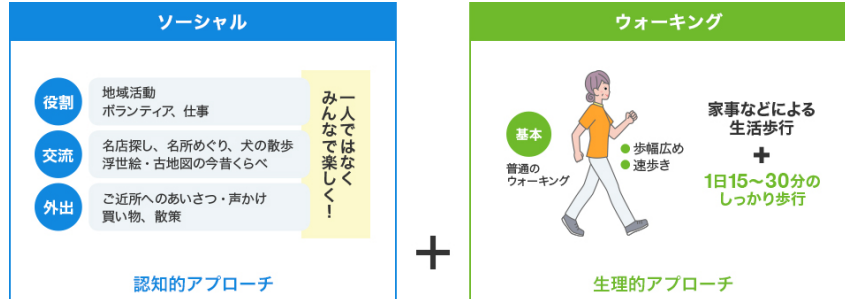 ソーシャル
役割
地域活動
ボランティア、仕事
交流
名店探し、名所めぐり、犬の散歩
浮世絵・古地図の今昔くらべ
外出
ご近所へのあいさつ・声かけ
買い物、散策
一人ではなく
みんなで楽しく!
認知的アプローチ
+
ウォーキング
基本
普通の
ウォーキング
歩幅広め
速歩き
家事などによる
生活歩行
+
1日15〜30分の
しっかり歩行
生理的アプローチ